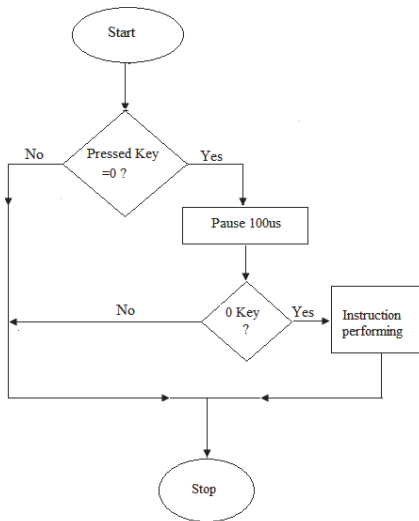 Start
No
Pressed Key
=0 ?
Yes
Pause 100us
No
0 Key
?
Yes
Instruction
performing
Stop